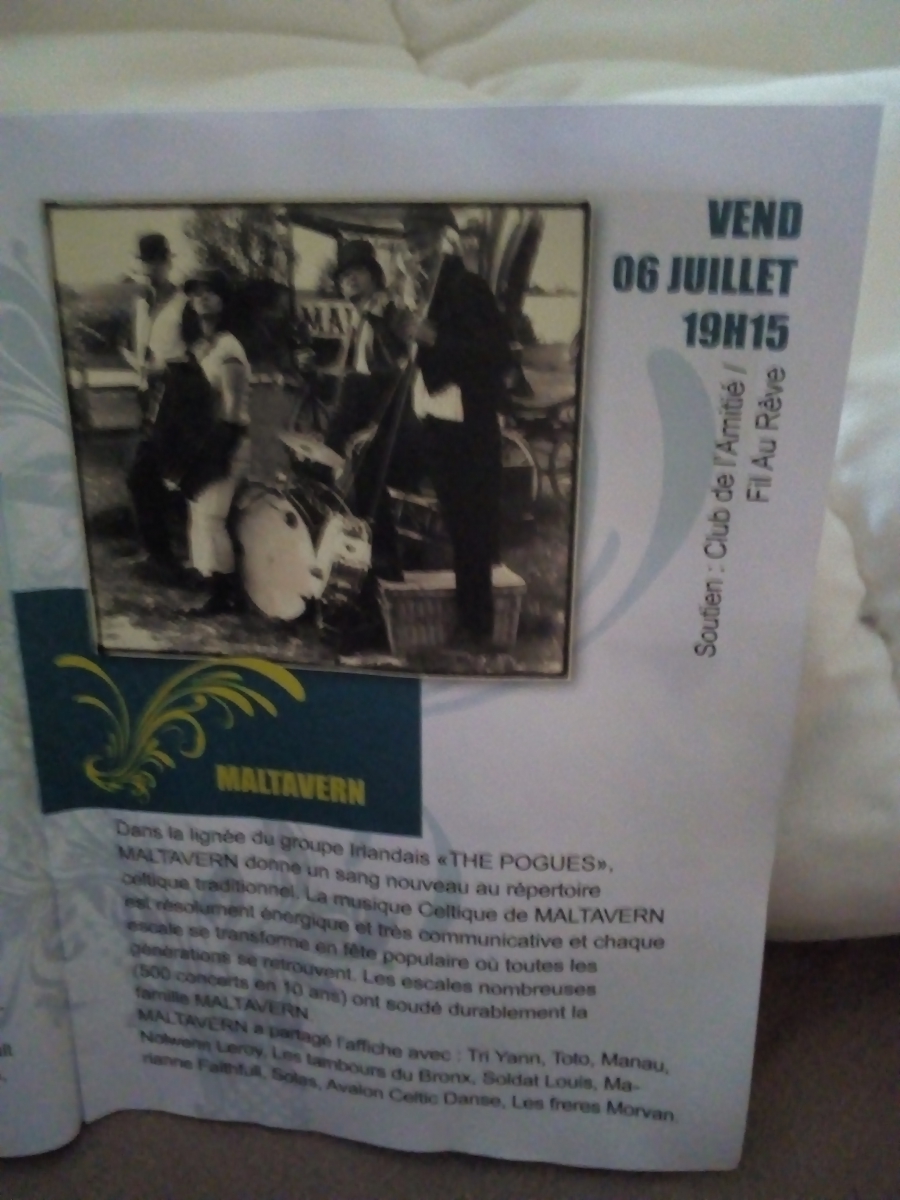 VEND
06 JUILLET
19H15
Soutien : Club de l'Amitié /
Fil Au Rêve
MAL
MALTAVERN
Dans la lignée du groupe Irlandais «THE POGUES»,
MALTAVERN donne un sang nouveau au répertoire
celtique traditionnel. La musique Celtique de MALTAVERN
est résolument énergique et très communicative et chaque
escale se transforme en fête populaire où toutes les
générations se retrouvent. Les escales nombreuses
(500 concerts en 10 ans) ont soudé durablement la
famille MALTAVERN
MALTAVERN a partagé l'affiche avec : Tri Yann, Toto, Manau,
Nolwenn Leroy, Les tambours du Bronx, Soldat Louis, Ma-
rianne Faithfull, Solas, Avalon Celtic Danse, Les freres Morvan.